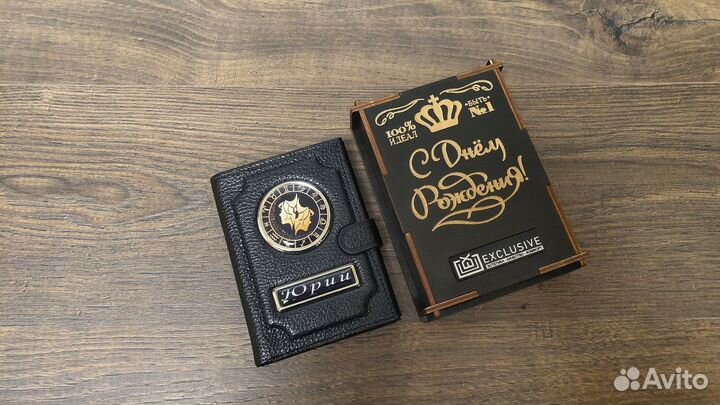 Юрий
100%
ИДЕАЛ
•БЫТЬ•
№1
С Днём
Рождения!
EXCLUSIVE
Avito